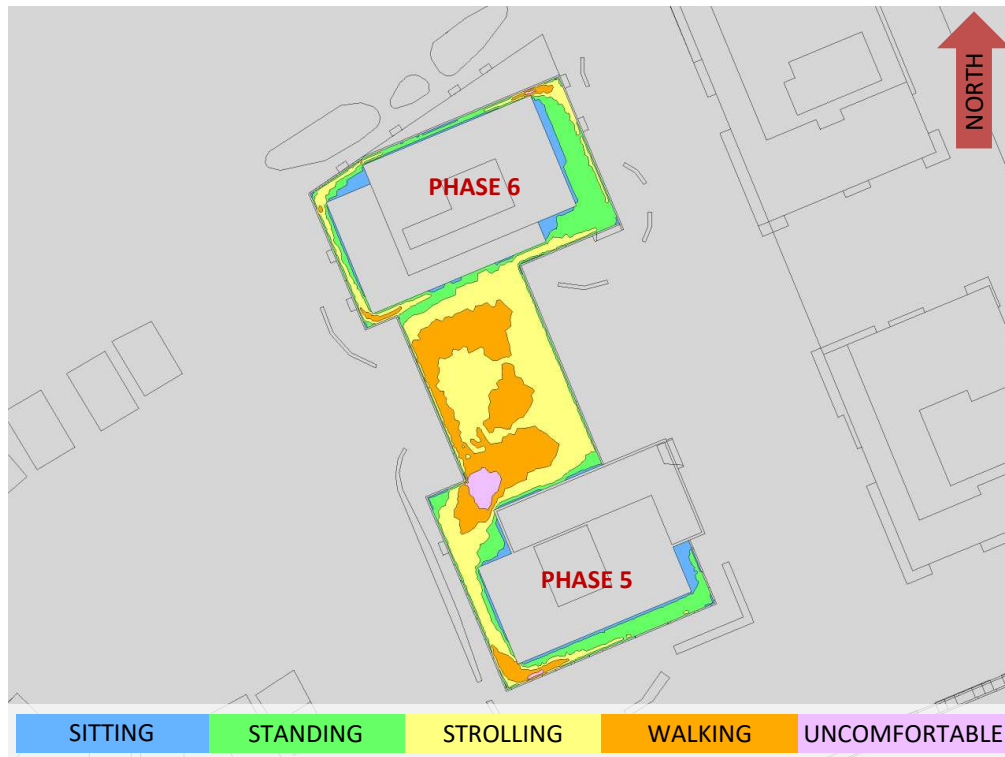 NORTH
PHASE 6
PHASE 5
SITTING
STANDING
STROLLING
WALKING
UNCOMFORTABLE